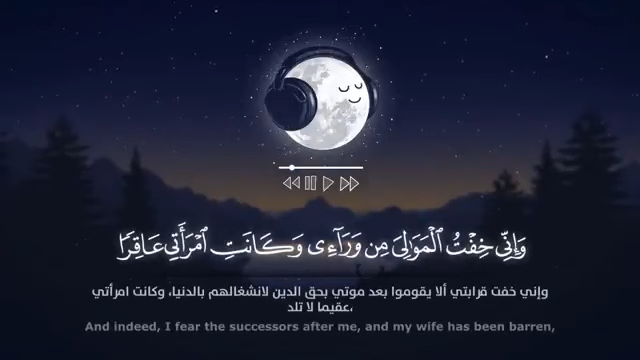 وَإِنِّي خِفْتُ ٱلْمَوَٰلِيَ مِن وَرَآءِي وَكَانَتِ ٱمْرَأَتِي عَاقِرًا
وإني خفت قرابتي ألا يقوموا بعد موتي بحق الدين لانشغالهم بالدنيا، وكانت امرأتي
عقيما لا تلد،
And indeed, I fear the successors after me, and my wife has been barren,